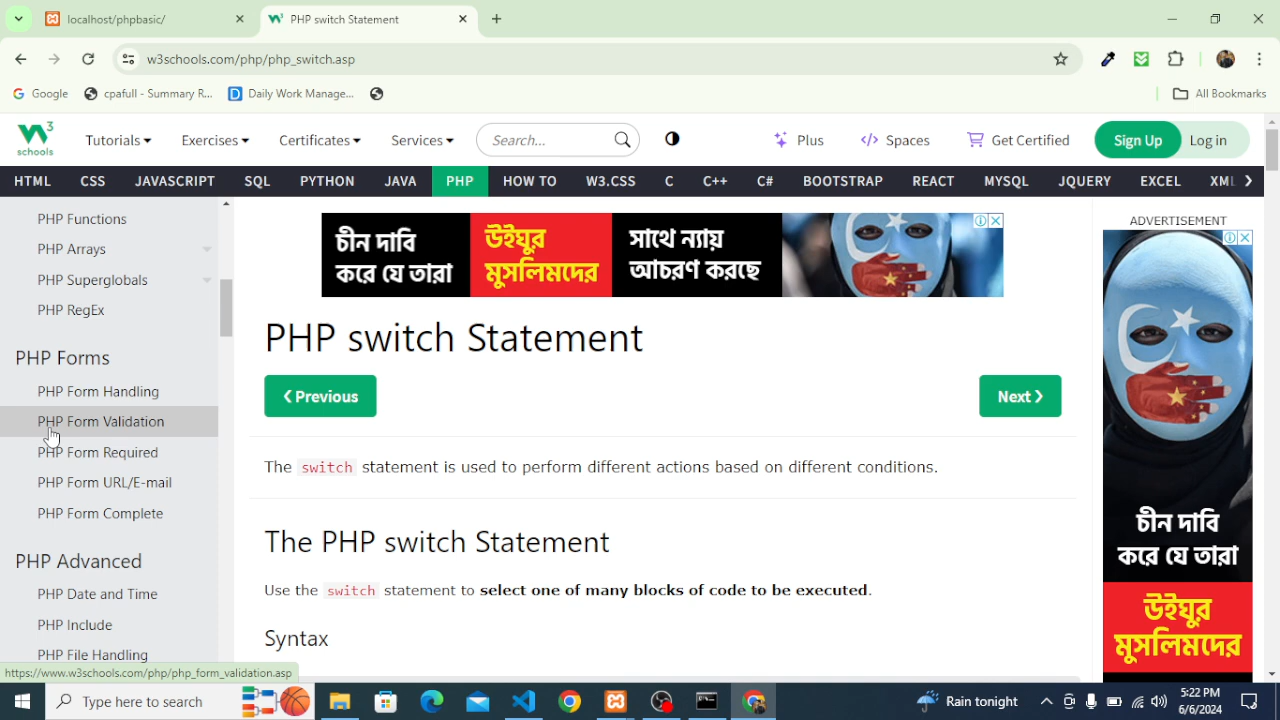 localhost/phpbasic/
PHP switch Statement
w3schools.com/php/php_switch.asp
Google
cpafull - Summary R...
Daily Work Manage...
All Bookmarks
W3
schools
Tutorials
Exercises
Certificates
Services
Search...
Plus
Spaces
Get Certified
Sign Up
Log in
HTML
CSS
JAVASCRIPT
SQL
PYTHON
JAVA
PHP
HOW TO
W3.CSS
C
C++
C#
BOOTSTRAP
REACT
MYSQL
JQUERY
EXCEL
XML
PHP Functions
PHP Arrays
PHP Superglobals
PHP RegEx
PHP Forms
PHP Form Handling
PHP Form Validation
PHP Form Required
PHP Form URL/E-mail
PHP Form Complete
PHP Advanced
PHP Date and Time
PHP Include
PHP File Handling
https://www.w3schools.com/php/php_form_validation.asp
চীন দাবি
করে যে তারা
উইঘুর
মুসলিমদের
সাথে ন্যায়
আচরণ করছে
PHP switch Statement
❮ Previous
Next ❯
The switch statement is used to perform different actions based on different conditions.
The PHP switch Statement
Use the switch statement to select one of many blocks of code to be executed.
Syntax
ADVERTISEMENT
চীন দাবি
করে যে তারা
উইঘুর
মুসলিমদের
Type here to search
Rain tonight
5:22 PM
6/6/2024